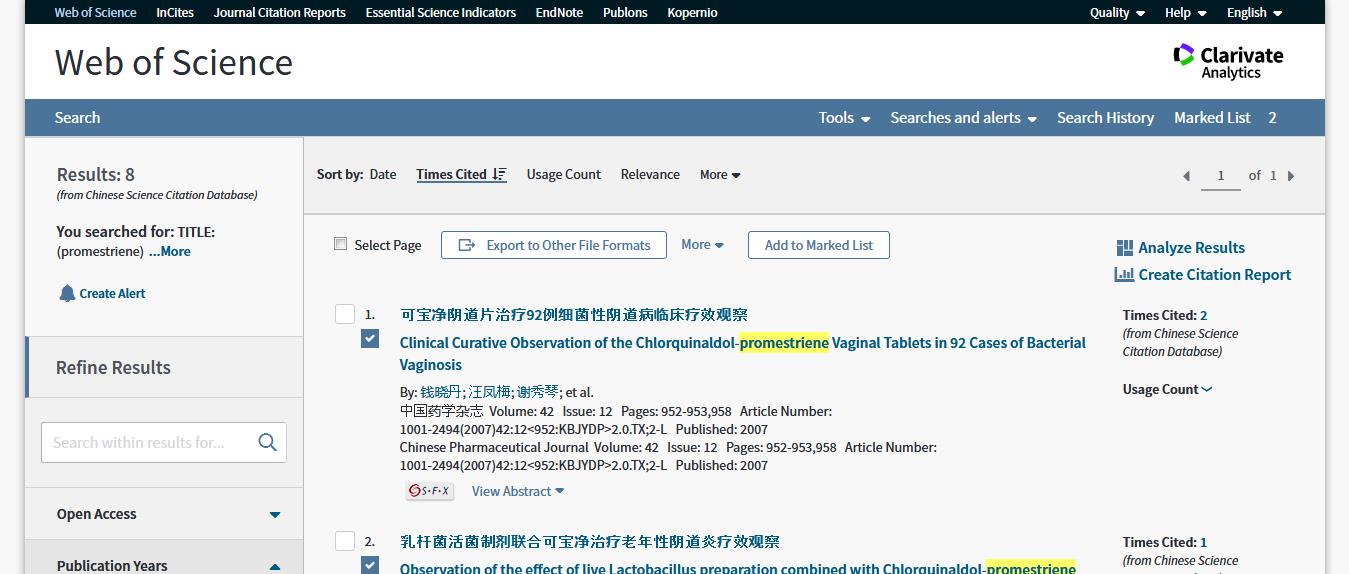 Web of Science InCites Journal Citation Reports Essential Science Indicators EndNote Publons Kopernio Quality Help English
Web of Science
Clarivate
Analytics
Search Tools Searches and alerts Search History Marked List 2
Results: 8
(from Chinese Science Citation Database)
You searched for: TITLE:
(promestriene) ...More
Create Alert
Refine Results
Search within results for...
Open Access
Publication Years
Sort by: Date Times Cited Usage Count Relevance More
1 of 1
Select Page Export to Other File Formats More Add to Marked List
Analyze Results
Create Citation Report
1. 可宝净阴道片治疗92例细菌性阴道病临床疗效观察
Clinical Curative Observation of the Chlorquinaldol-promestriene Vaginal Tablets in 92 Cases of Bacterial
Vaginosis
By: 钱晓丹; 汪凤梅; 谢秀琴; et al.
中国药学杂志 Volume: 42 Issue: 12 Pages: 952-953,958 Article Number:
1001-2494(2007)42:12<952:KBJYDP>2.0.TX;2-L Published: 2007
Chinese Pharmaceutical Journal Volume: 42 Issue: 12 Pages: 952-953,958 Article Number:
1001-2494(2007)42:12<952:KBJYDP>2.0.TX;2-L Published: 2007
S·F·X View Abstract
Times Cited: 2
(from Chinese Science
Citation Database)
Usage Count
2. 乳杆菌活菌制剂联合可宝净治疗老年性阴道炎疗效观察
Observation of the effect of live Lactobacillus preparation combined with Chlorquinaldol-promestriene
Times Cited: 1
(from Chinese Science